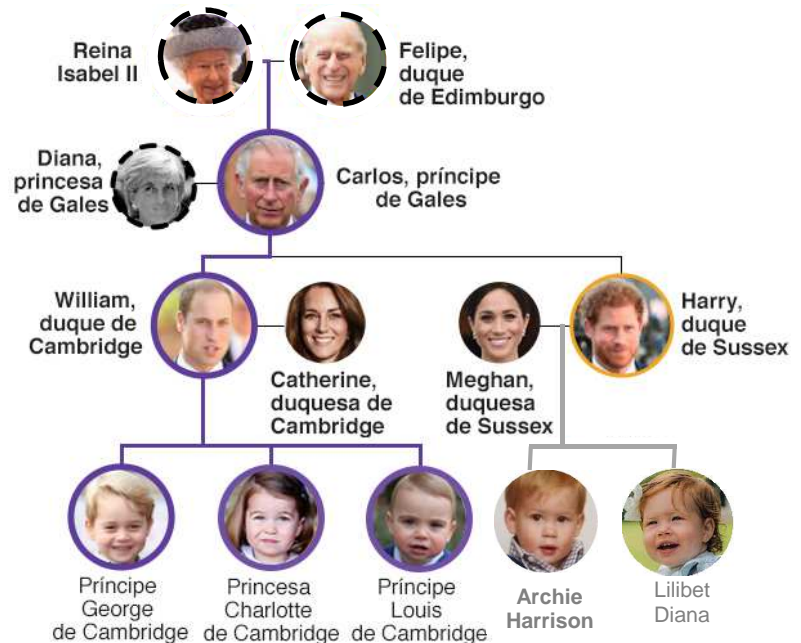 Reina
Isabel II
Felipe,
duque
de Edimburgo
Diana,
princesa
de Gales
Carlos, príncipe
de Gales
William,
duque de
Cambridge
Catherine,
duquesa de
Cambridge
Meghan,
duquesa
de Sussex
Harry,
duque
de Sussex
Príncipe
George
de Cambridge
Princesa
Charlotte
de Cambridge
Príncipe
Louis
de Cambridge
Archie
Harrison
Lilibet
Diana